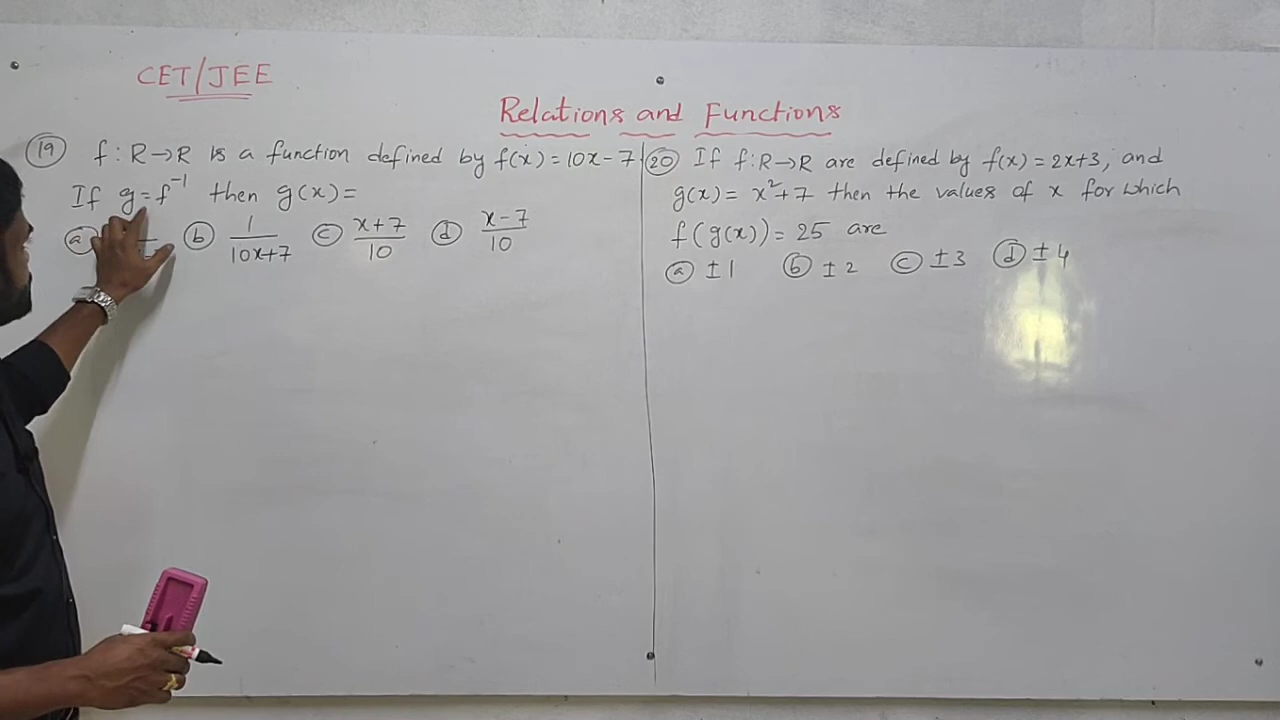 CET/JEE
Relations and Functions
(19) f : R→R is a function defined by f(x) = 10x - 7
If g = f⁻¹ then g(x) =
(a) (b) 1/(10x+7) (c) (x+7)/10 (d) (x-7)/10
(20) If f: R→R are defined by f(x) = 2x+3, and
g(x) = x²+7 then the values of x for which
f(g(x)) = 25 are
(a) ±1 (b) ±2 (c) ±3 (d) ±4